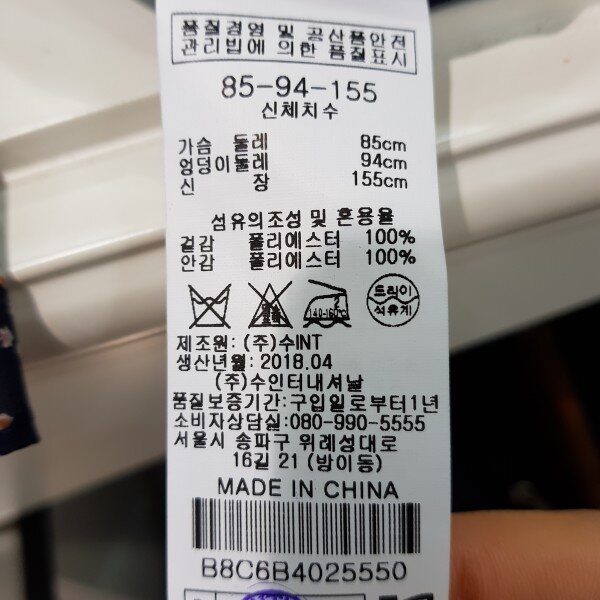 품질경영 및 공산품안전
관리법에 의한 품질표시
85-94-155
신체치수
가슴 둘레 85cm
엉덩이둘레 94cm
신 장 155cm
섬유의조성 및 혼용율
겉감 폴리에스터 100%
안감 폴리에스터 100%
140-160℃ 드라이
석유계
제조원: (주)수INT
생산년월: 2018.04
(주)수인터내셔날
품질보증기간:구입일로부터1년
소비자상담실:080-990-5555
서울시 송파구 위례성대로
16길 21 (방이동)
MADE IN CHINA
B8C6B4025550